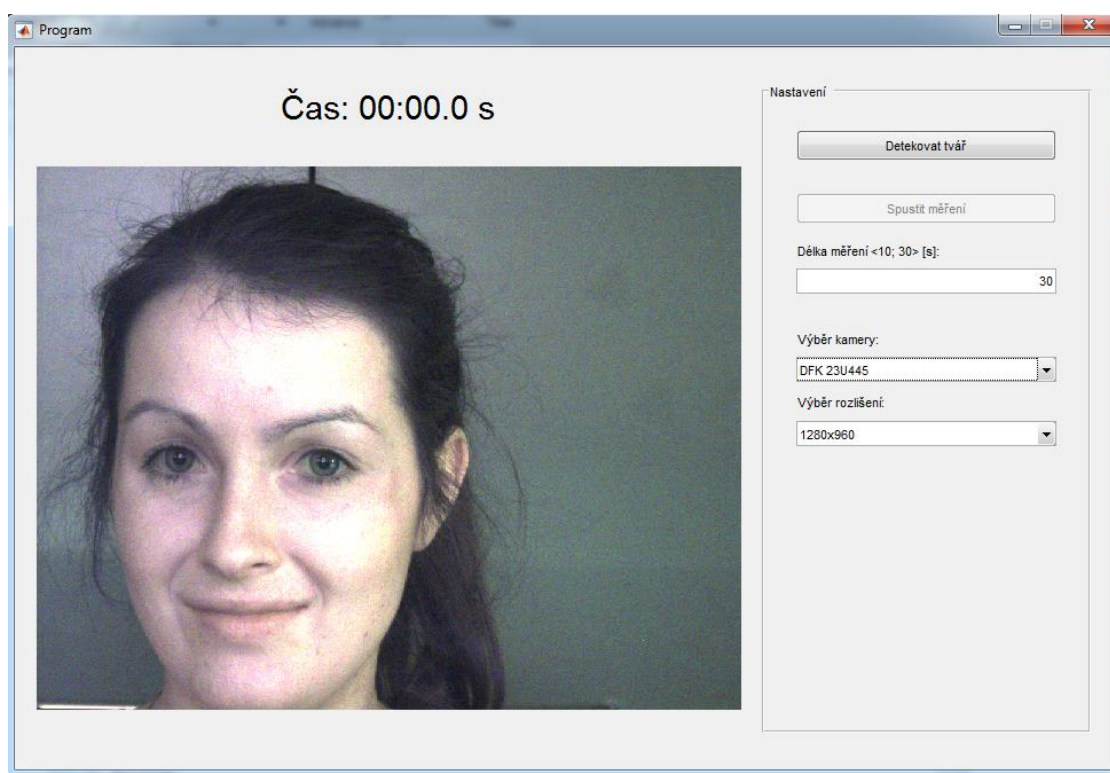 Program
Čas: 00:00.0 s
Nastavení
Detekovat tvář
Spustit měření
Délka měření <10; 30> [s]:
30
Výběr kamery:
DFK 23U445
Výběr rozlišení:
1280x960